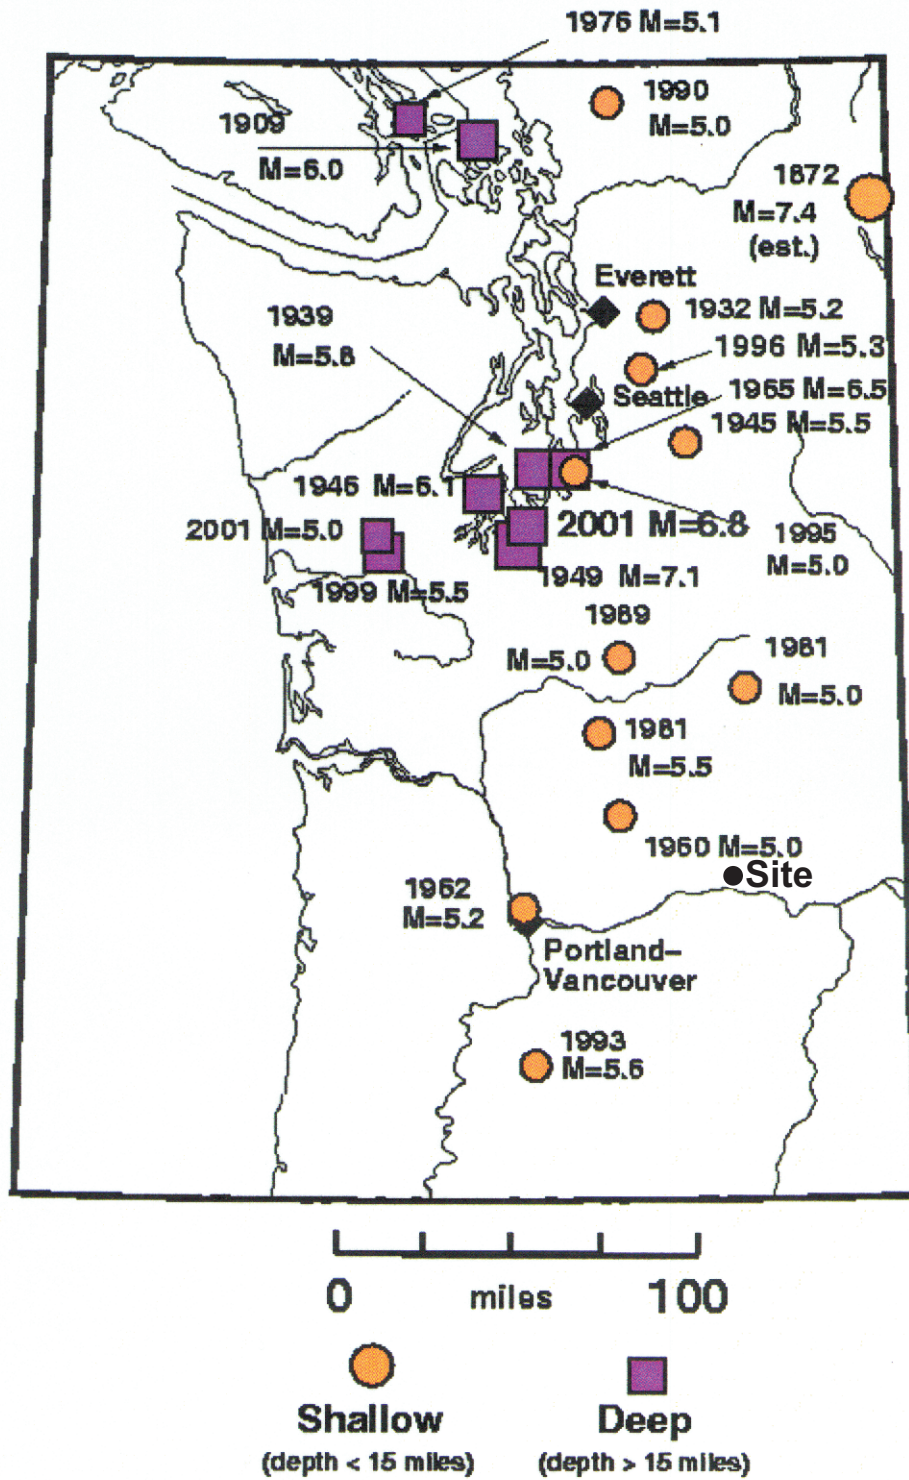 1976 M=5.1
1990
M=5.0
1909
M=6.0
1872
M=7.4
(est.)
Everett
1932 M=5.2
1939
M=5.8
1996 M=5.3
1965 M=6.5
Seattle
1945 M=5.5
1946 M=6.1
2001 M=5.0
2001 M=6.8
1995
M=5.0
1999 M=5.5
1949 M=7.1
1989
M=5.0
1981
M=5.0
1981
M=5.5
1960 M=5.0
Site
1962
M=5.2
Portland–
Vancouver
1993
M=5.6
0 miles 100
Shallow
(depth < 15 miles)
Deep
(depth > 15 miles)